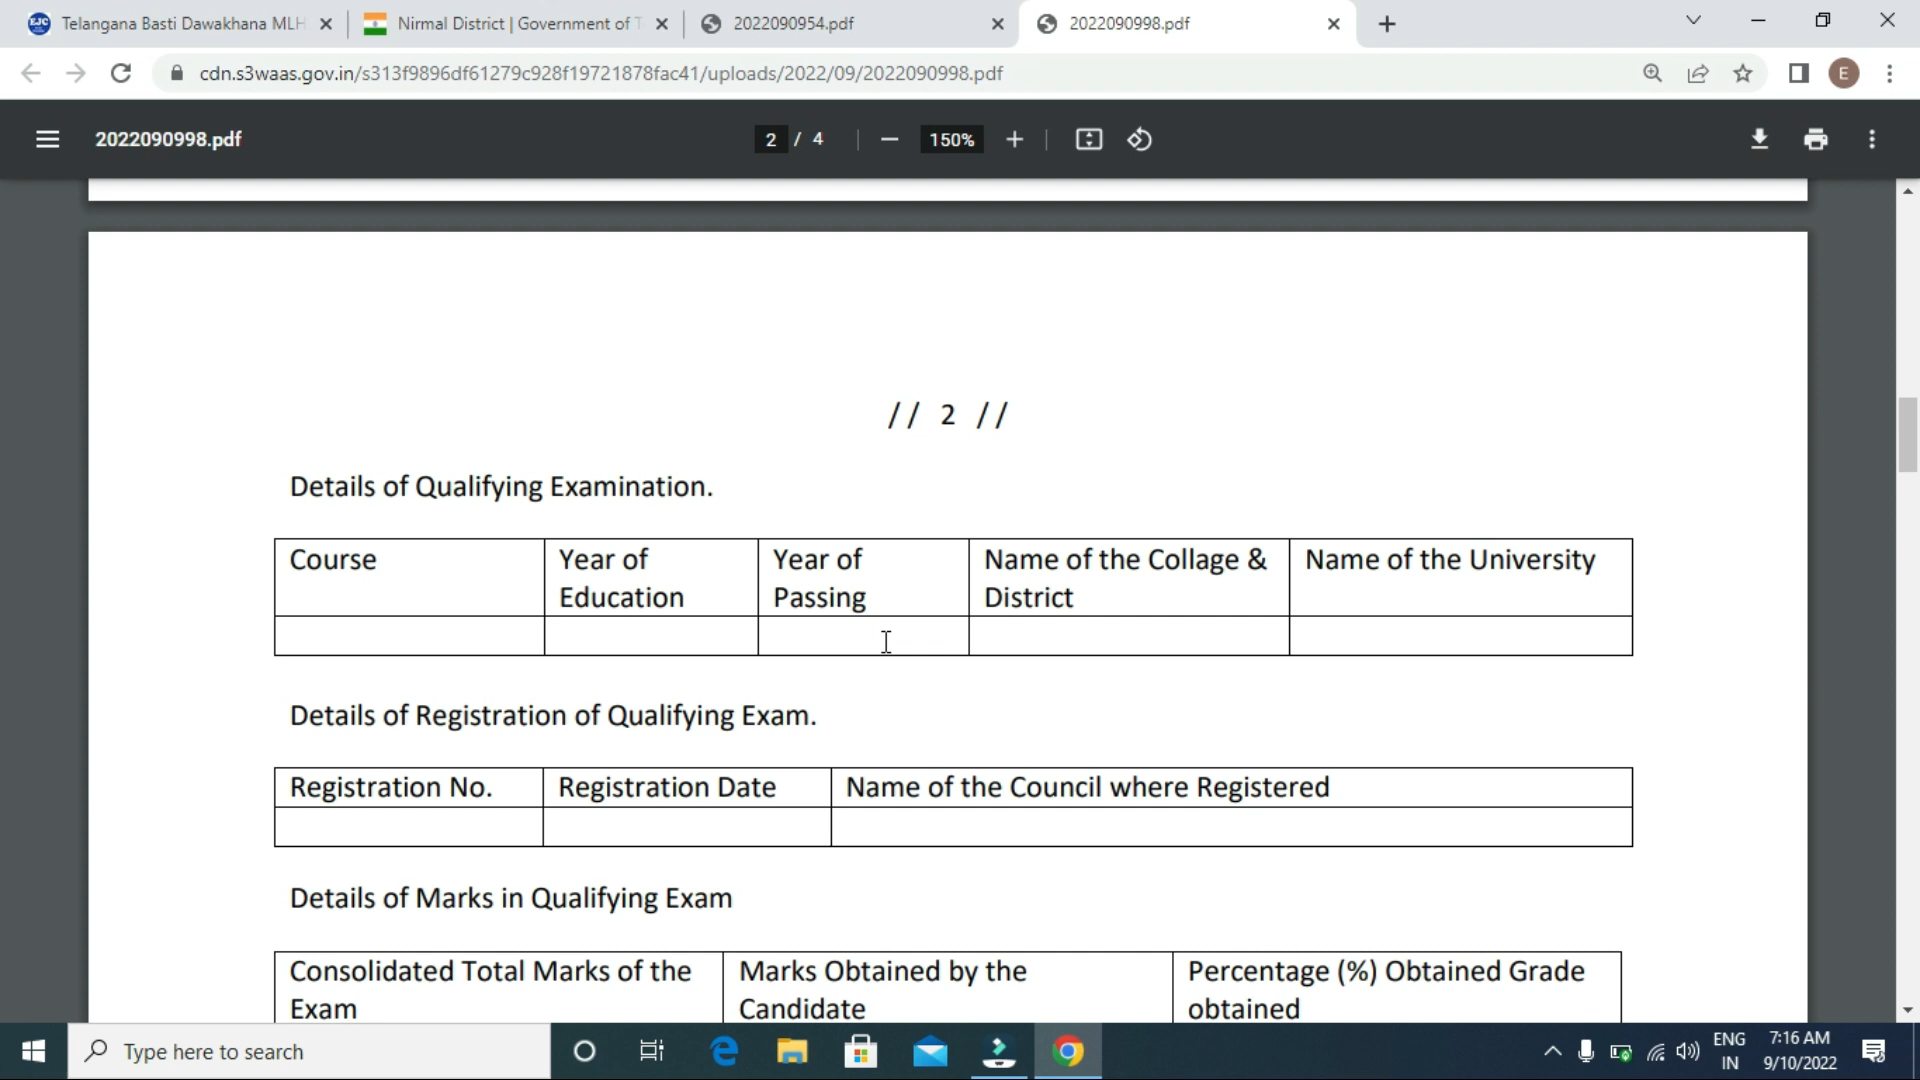 Telangana Basti Dawakhana MLH
Nirmal District | Government of T
2022090954.pdf
2022090998.pdf
cdn.s3waas.gov.in/s313f9896df61279c928f19721878fac41/uploads/2022/09/2022090998.pdf
E
2022090998.pdf
2 / 4
150%
// 2 //
Details of Qualifying Examination.
Course
Year of Education
Year of Passing
Name of the Collage & District
Name of the University
Details of Registration of Qualifying Exam.
Registration No.
Registration Date
Name of the Council where Registered
Details of Marks in Qualifying Exam
Consolidated Total Marks of the Exam
Marks Obtained by the Candidate
Percentage (%) Obtained Grade obtained
Type here to search
ENG
IN
7:16 AM
9/10/2022